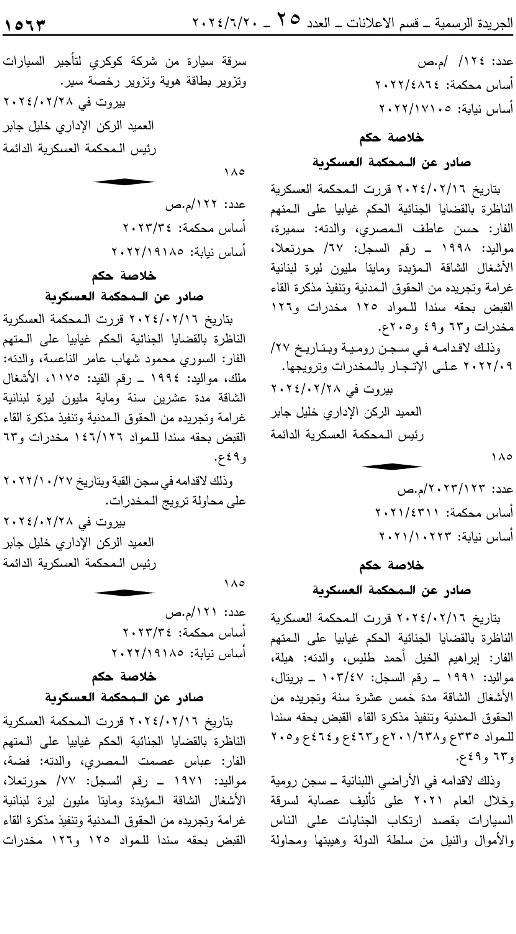 الجريدة الرسمية ـ قسم الاعلانات ـ العدد ٢٥ ـ ٢٠٢٤/٦/٢٠
١٥٦٣
عدد: ١٢٤/ /م.ص
أساس محكمة: ٢٠٢٢/٤٨٦٤
أساس نيابة: ٢٠٢٢/١٧١٠٥
خلاصة حكم
صادر عن المحكمة العسكرية
بتاريخ ٢٠٢٤/٠٢/١٦ قررت المحكمة العسكرية
الناظرة بالقضايا الجنائية الحكم غيابيا على المتهم
الفار: حسن عاطف المصري، والدته: سميرة،
مواليد: ١٩٩٨ ـ رقم السجل: ٦٧/ حورتعلا،
الأشغال الشاقة المؤبدة ومايتا مليون ليرة لبنانية
غرامة وتجريده من الحقوق المدنية وتنفيذ مذكرة القاء
القبض بحقه سندا للمواد ١٢٥ مخدرات و١٢٦
مخدرات و٦٣ و٤٩ و٢٠٥ع.
وذلك لاقدامه في سجن رومية وبتاريخ ٢٧/
٢٠٢٢/٠٩ على الإتجار بالمخدرات وترويجها.
بيروت في ٢٠٢٤/٠٢/٢٨
العميد الركن الإداري خليل جابر
رئيس المحكمة العسكرية الدائمة
١٨٥
عدد: ٢٠٢٣/١٢٣/م.ص
أساس محكمة: ٢٠٢١/٤٣١١
أساس نيابة: ٢٠٢١/١٠٢٢٣
خلاصة حكم
صادر عن المحكمة العسكرية
بتاريخ ٢٠٢٤/٠٢/١٦ قررت المحكمة العسكرية
الناظرة بالقضايا الجنائية الحكم غيابيا على المتهم
الفار: إبراهيم الخيل أحمد طليس، والدته: هيلة،
مواليد: ١٩٩١ ـ رقم السجل: ١٠٣/٤٧ ـ بريتال،
الأشغال الشاقة مدة خمس عشرة سنة وتجريده من
الحقوق المدنية وتنفيذ مذكرة القاء القبض بحقه سندا
للمواد ٣٣٥ع و٢٠١/٦٣٨ع و٤٦٣ع و٤٦٤ع و٢٠٥
و٦٣ و٤٩ع.
وذلك لاقدامه في الأراضي اللبنانية ـ سجن رومية
وخلال العام ٢٠٢١ على تأليف عصابة لسرقة
السيارات بقصد ارتكاب الجنايات على الناس
والأموال والنيل من سلطة الدولة وهيبتها ومحاولة
سرقة سيارة من شركة كوكري لتأجير السيارات
وتزوير بطاقة هوية وتزوير رخصة سير.
بيروت في ٢٠٢٤/٠٢/٢٨
العميد الركن الإداري خليل جابر
رئيس المحكمة العسكرية الدائمة
١٨٥
عدد: ١٢٢/م.ص
أساس محكمة: ٢٠٢٣/٣٤
أساس نيابة: ٢٠٢٢/١٩١٨٥
خلاصة حكم
صادر عن المحكمة العسكرية
بتاريخ ٢٠٢٤/٠٢/١٦ قررت المحكمة العسكرية
الناظرة بالقضايا الجنائية الحكم غيابيا على المتهم
الفار: السوري محمود شهاب عامر الناعسة، والدته:
ملك، مواليد: ١٩٩٤ ـ رقم القيد: ١١٧٥، الأشغال
الشاقة مدة عشرين سنة وماية مليون ليرة لبنانية
غرامة وتجريده من الحقوق المدنية وتنفيذ مذكرة القاء
القبض بحقه سندا للمواد ١٤٦/١٢٦ مخدرات و٦٣
و٤٩ع.
وذلك لاقدامه في سجن القبة وبتاريخ ٢٠٢٢/١٠/٢٧
على محاولة ترويج المخدرات.
بيروت في ٢٠٢٤/٠٢/٢٨
العميد الركن الإداري خليل جابر
رئيس المحكمة العسكرية الدائمة
١٨٥
عدد: ١٢١/م.ص
أساس محكمة: ٢٠٢٣/٣٤
أساس نيابة: ٢٠٢٢/١٩١٨٥
خلاصة حكم
صادر عن المحكمة العسكرية
بتاريخ ٢٠٢٤/٠٢/١٦ قررت المحكمة العسكرية
الناظرة بالقضايا الجنائية الحكم غيابيا على المتهم
الفار: عباس عصمت المصري، والدته: فضة،
مواليد: ١٩٧١ ـ رقم السجل: ٧٧/ حورتعلا،
الأشغال الشاقة المؤبدة ومايتا مليون ليرة لبنانية
غرامة وتجريده من الحقوق المدنية وتنفيذ مذكرة القاء
القبض بحقه سندا للمواد ١٢٥ و١٢٦ مخدرات